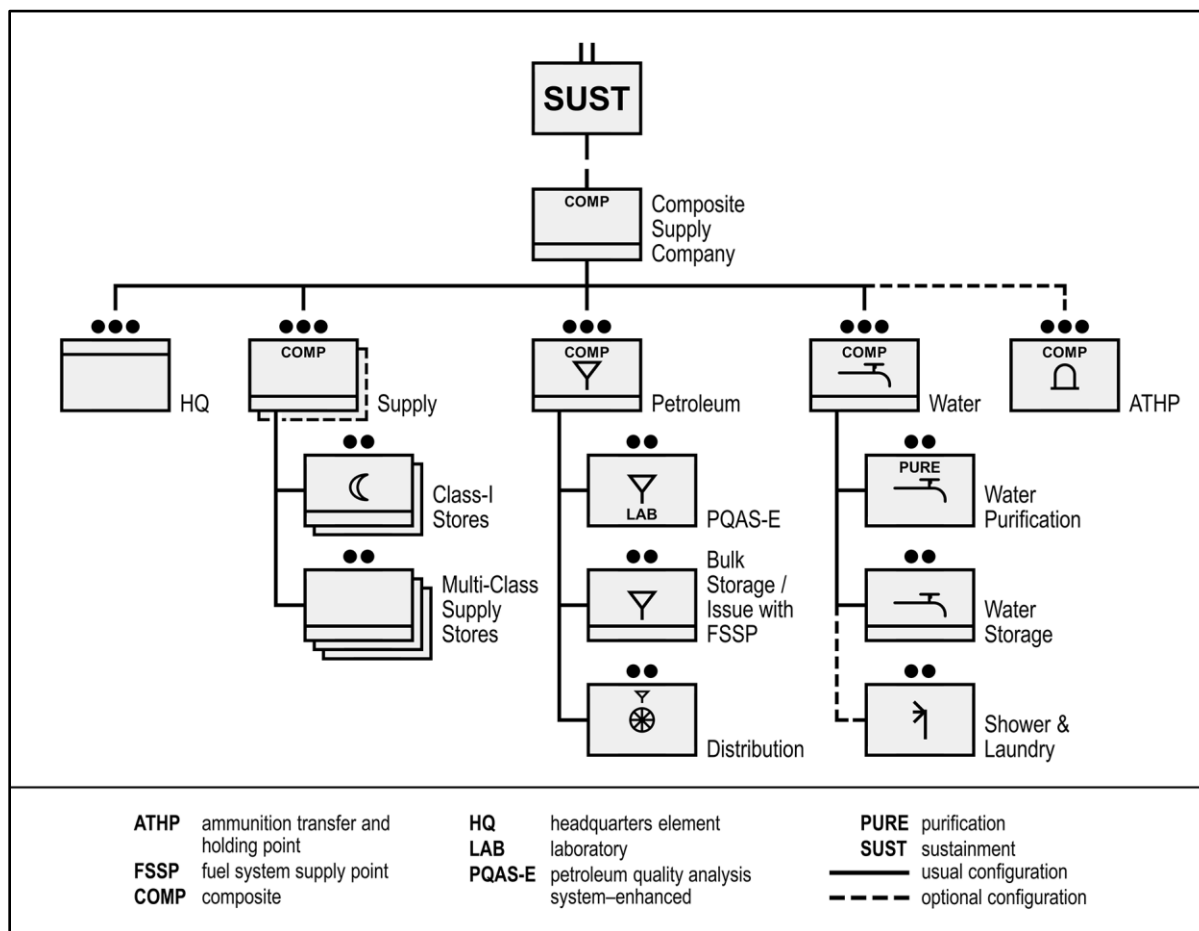 SUST
COMP
Composite
Supply
Company
HQ
COMP
Supply
COMP
Petroleum
COMP
Water
COMP
ATHP
Class-I
Stores
LAB
PQAS-E
PURE
Water
Purification
Multi-Class
Supply
Stores
Bulk
Storage /
Issue with
FSSP
Water
Storage
Distribution
Shower &
Laundry
ATHP ammunition transfer and
holding point
FSSP fuel system supply point
COMP composite
HQ headquarters element
LAB laboratory
PQAS-E petroleum quality analysis
system–enhanced
PURE purification
SUST sustainment
usual configuration
optional configuration